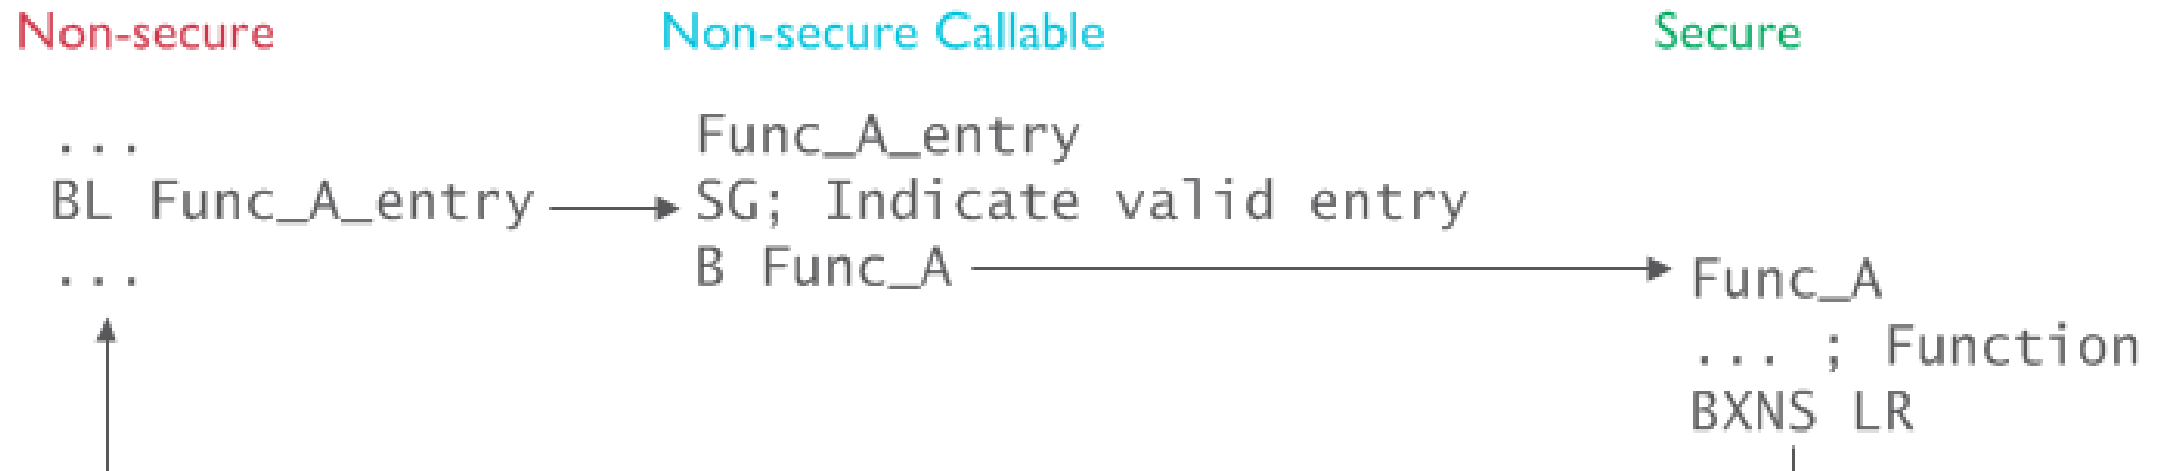 Non-secure
Non-secure Callable
Secure
...
BL Func_A_entry
...
Func_A_entry
SG; Indicate valid entry
B Func_A
Func_A
... ; Function
BXNS LR